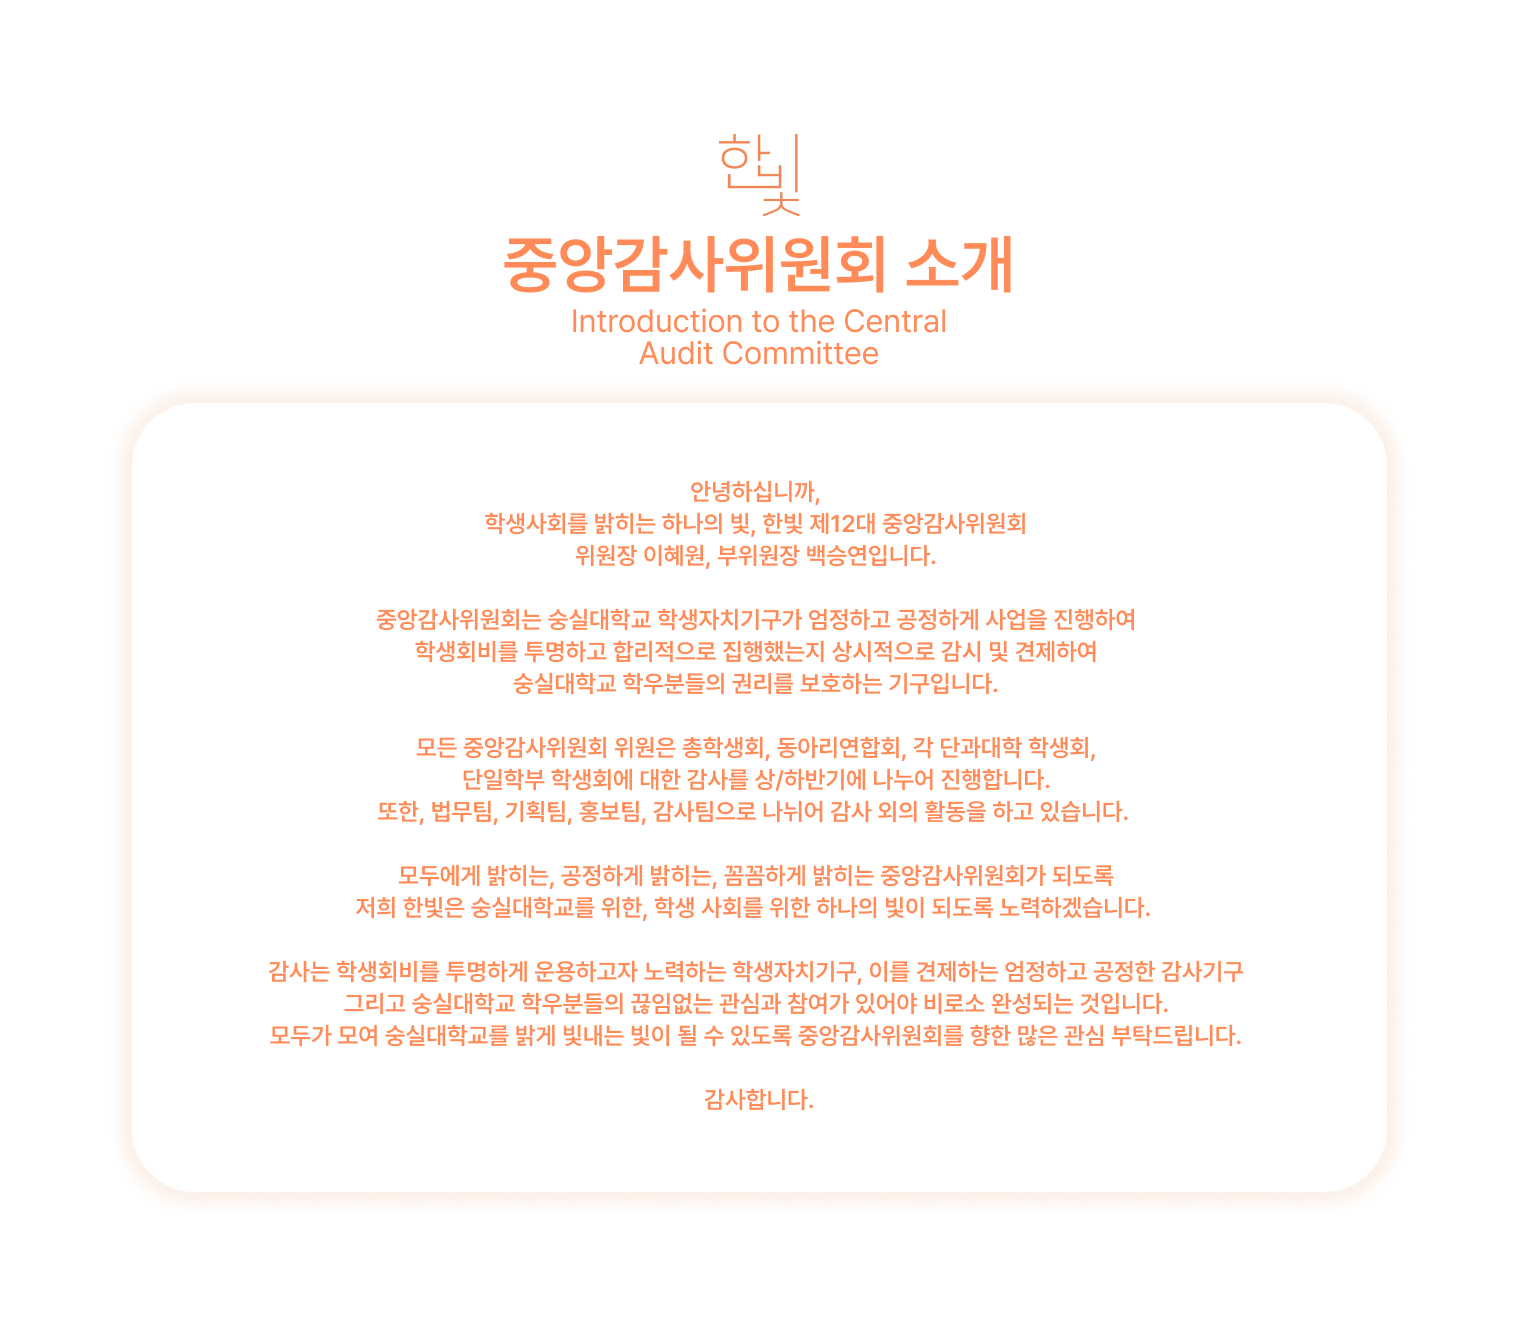 한빛
중앙감사위원회 소개
Introduction to the Central
Audit Committee
안녕하십니까,
학생사회를 밝히는 하나의 빛, 한빛 제12대 중앙감사위원회
위원장 이혜원, 부위원장 백승연입니다.
중앙감사위원회는 숭실대학교 학생자치기구가 엄정하고 공정하게 사업을 진행하여
학생회비를 투명하고 합리적으로 집행했는지 상시적으로 감시 및 견제하여
숭실대학교 학우분들의 권리를 보호하는 기구입니다.
모든 중앙감사위원회 위원은 총학생회, 동아리연합회, 각 단과대학 학생회,
단일학부 학생회에 대한 감사를 상/하반기에 나누어 진행합니다.
또한, 법무팀, 기획팀, 홍보팀, 감사팀으로 나뉘어 감사 외의 활동을 하고 있습니다.
모두에게 밝히는, 공정하게 밝히는, 꼼꼼하게 밝히는 중앙감사위원회가 되도록
저희 한빛은 숭실대학교를 위한, 학생 사회를 위한 하나의 빛이 되도록 노력하겠습니다.
감사는 학생회비를 투명하게 운용하고자 노력하는 학생자치기구, 이를 견제하는 엄정하고 공정한 감사기구
그리고 숭실대학교 학우분들의 끊임없는 관심과 참여가 있어야 비로소 완성되는 것입니다.
모두가 모여 숭실대학교를 밝게 빛내는 빛이 될 수 있도록 중앙감사위원회를 향한 많은 관심 부탁드립니다.
감사합니다.